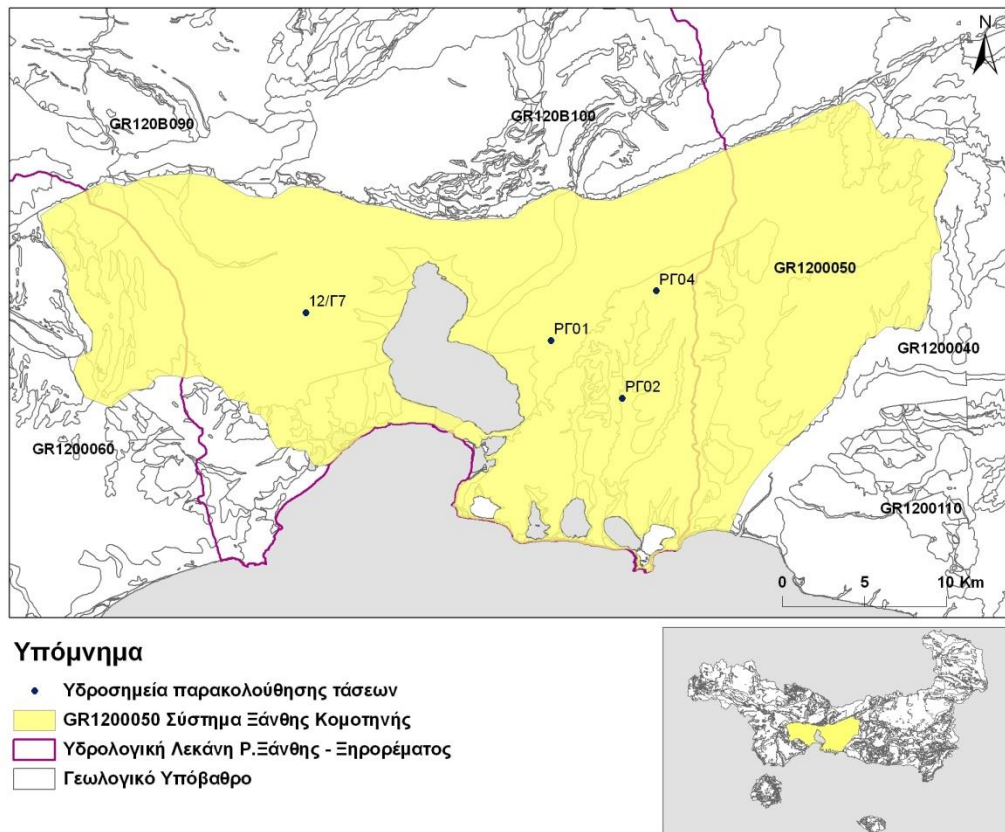 N
GR120B090
GR120B100
GR1200050
12/Γ7
ΡΓ04
ΡΓ01
GR1200040
ΡΓ02
GR1200060
GR1200110
0 5 10 Km
Υπόμνημα
Υδροσημεία παρακολούθησης τάσεων
GR1200050 Σύστημα Ξάνθης Κομοτηνής
Υδρολογική Λεκάνη Ρ.Ξάνθης - Ξηρορέματος
Γεωλογικό Υπόβαθρο